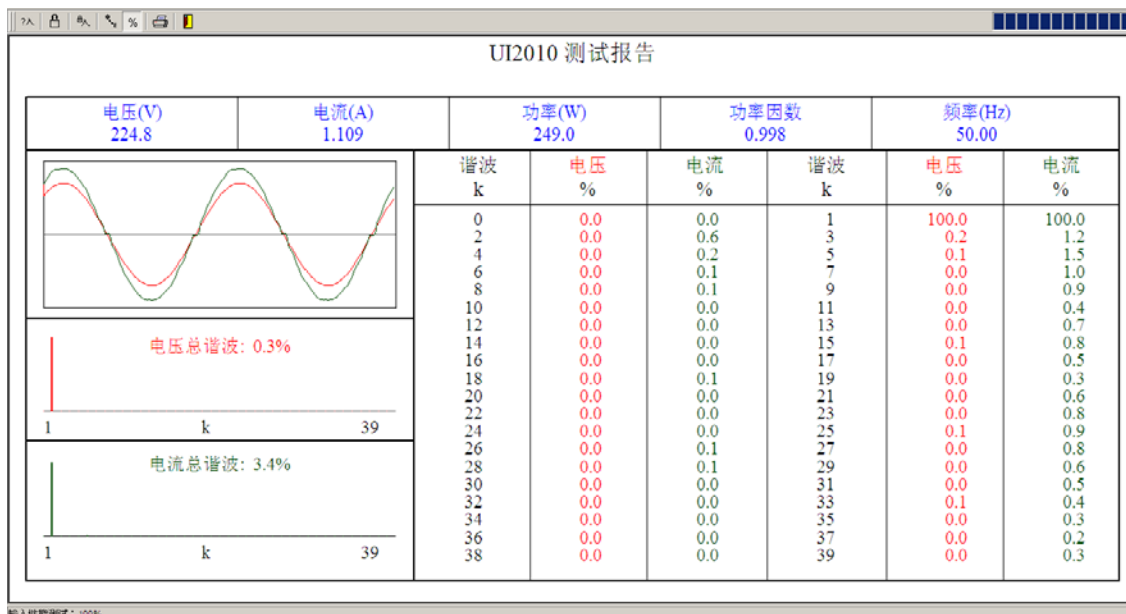 UI2010 测试报告
电压(V) 电流(A) 功率(W) 功率因数 频率(Hz)
224.8 1.109 249.0 0.998 50.00
电压总谐波: 0.3%
1 k 39
电流总谐波: 3.4%
1 k 39
谐波 电压 电流 谐波 电压 电流
k % % k % %
0 0.0 0.0 1 100.0 100.0
2 0.0 0.6 3 0.2 1.2
4 0.0 0.2 5 0.1 1.5
6 0.0 0.1 7 0.0 1.0
8 0.0 0.1 9 0.0 0.9
10 0.0 0.0 11 0.0 0.4
12 0.0 0.0 13 0.0 0.7
14 0.0 0.0 15 0.1 0.8
16 0.0 0.0 17 0.0 0.5
18 0.0 0.1 19 0.0 0.3
20 0.0 0.0 21 0.0 0.6
22 0.0 0.0 23 0.0 0.8
24 0.0 0.0 25 0.1 0.9
26 0.0 0.1 27 0.0 0.8
28 0.0 0.1 29 0.0 0.6
30 0.0 0.0 31 0.0 0.5
32 0.0 0.0 33 0.1 0.4
34 0.0 0.0 35 0.0 0.3
36 0.0 0.0 37 0.0 0.2
38 0.0 0.0 39 0.0 0.3